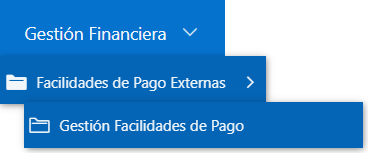 Gestión Financiera
Facilidades de Pago Externas
Gestión Facilidades de Pago